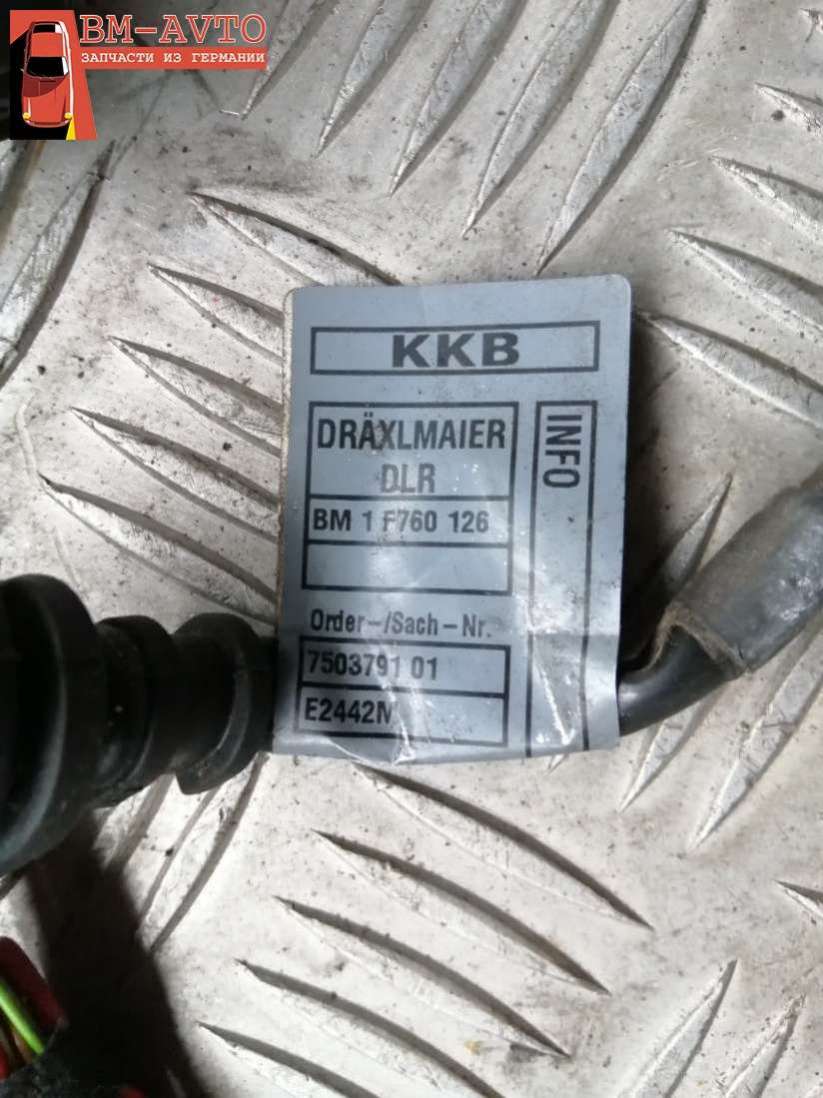 BM-AVTO
ЗАПЧАСТИ ИЗ ГЕРМАНИИ
KKB
DRÄXLMAIER
DLR
INFO
BM 1 F760 126
Order-/Sach-Nr.
7503791 01
E2442M